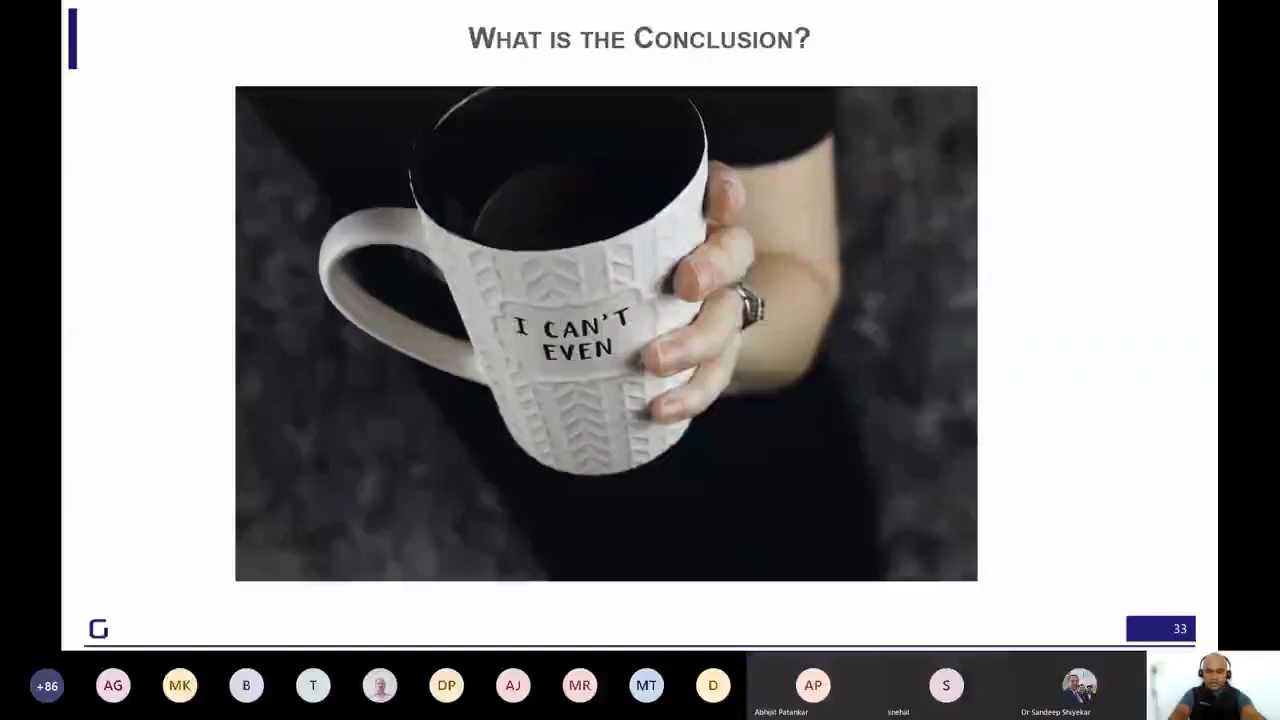 WHAT IS THE CONCLUSION?
I CAN'T
EVEN
G
33
+86
AG
MK
B
T
DP
AJ
MR
MT
D
AP
S
Abhijit Patankar
snehal
Dr Sandeep Shiyekar